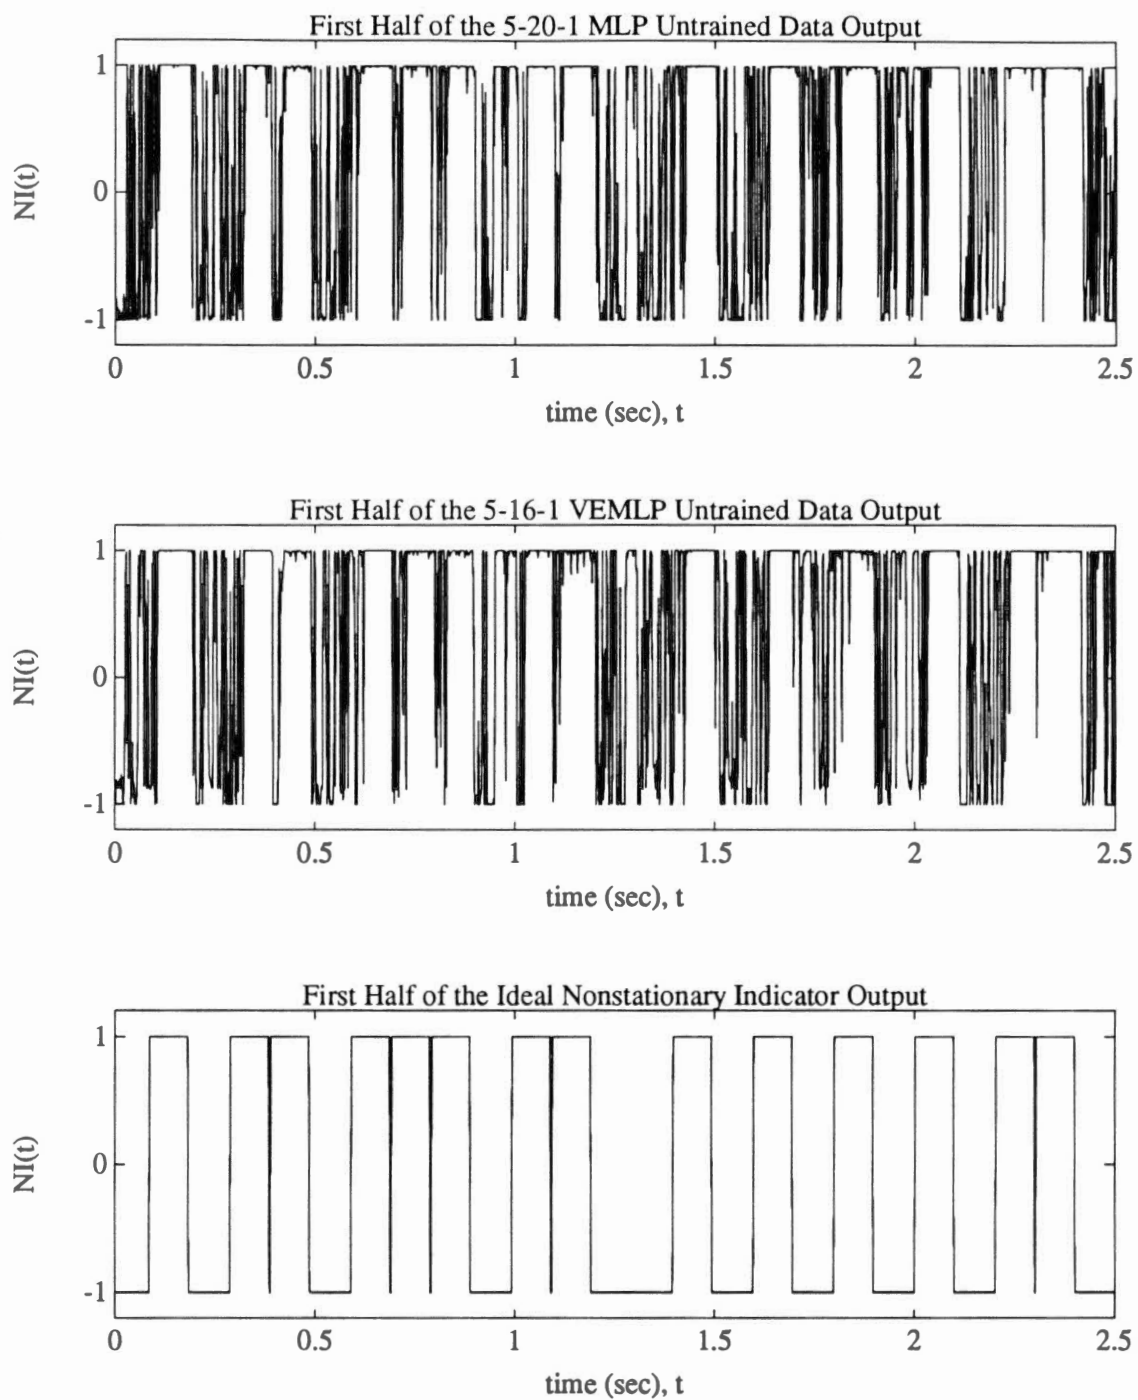 First Half of the 5-20-1 MLP Untrained Data Output
1
0
-1
NI(t)
0 0.5 1 1.5 2 2.5
time (sec), t
First Half of the 5-16-1 VEMLP Untrained Data Output
1
0
-1
NI(t)
0 0.5 1 1.5 2 2.5
time (sec), t
First Half of the Ideal Nonstationary Indicator Output
1
0
-1
NI(t)
0 0.5 1 1.5 2 2.5
time (sec), t